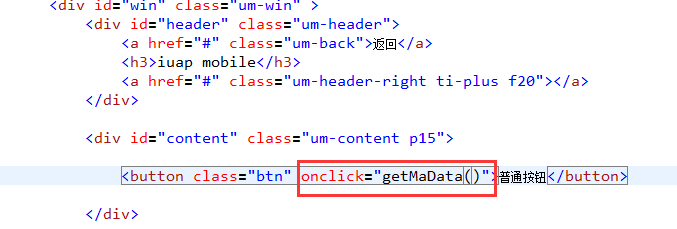 <div id="win" class="um-win" >
<div id="header" class="um-header">
<a href="#" class="um-back">返回</a>
<h3>iuap mobile</h3>
<a href="#" class="um-header-right ti-plus f20"></a>
</div>
<div id="content" class="um-content p15">
<button class="btn" onclick="getMaData()">普通按钮</button>
</div>